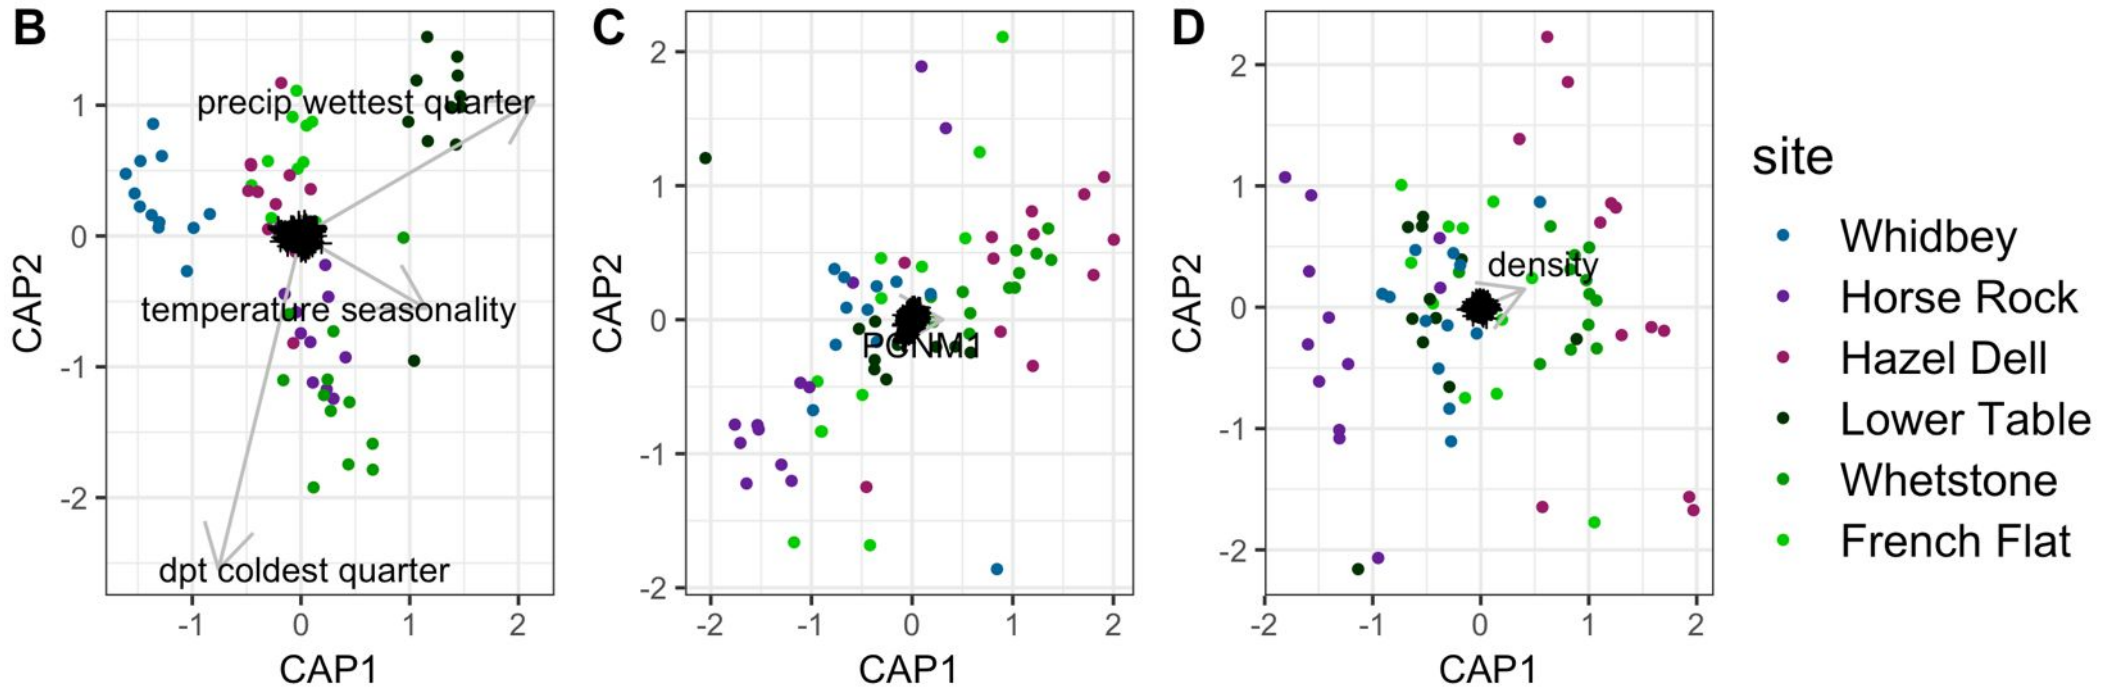 B
precip wettest quarter
temperature seasonality
dpt coldest quarter
1
0
-1
-2
CAP2
-1
0
1
2
CAP1
C
PCNM1
2
1
0
-1
-2
CAP2
-2
-1
0
1
2
CAP1
D
density
2
1
0
-1
-2
CAP2
-2
-1
0
1
2
CAP1
site
Whidbey
Horse Rock
Hazel Dell
Lower Table
Whetstone
French Flat